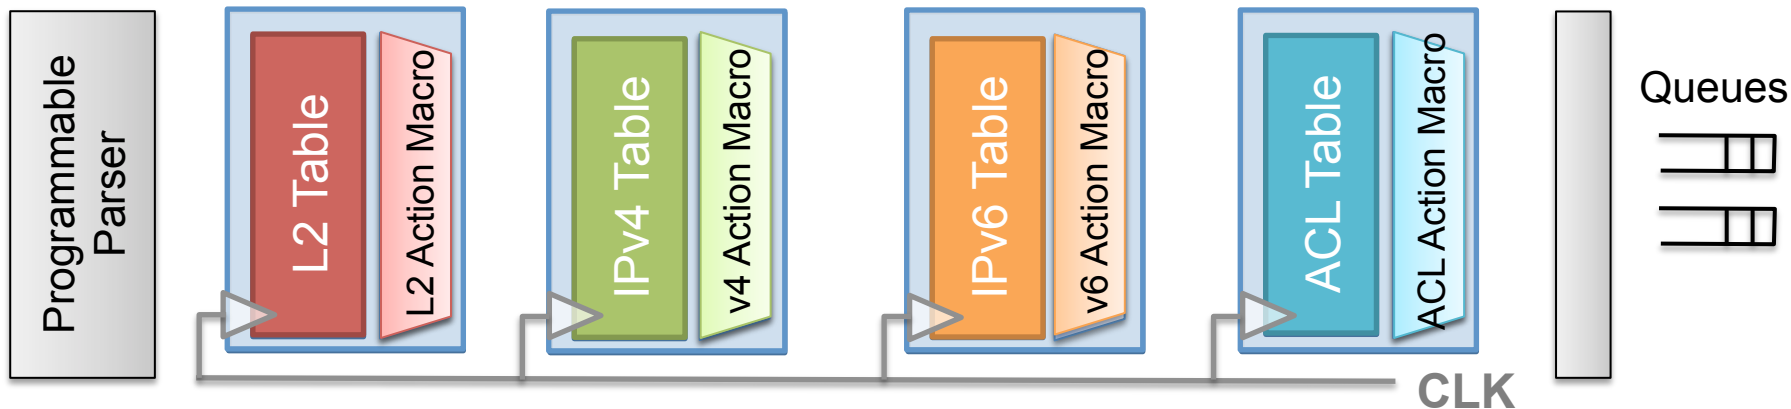 Programmable
Parser
L2 Table
L2 Action Macro
IPv4 Table
v4 Action Macro
IPv6 Table
v6 Action Macro
ACL Table
ACL Action Macro
Queues
CLK